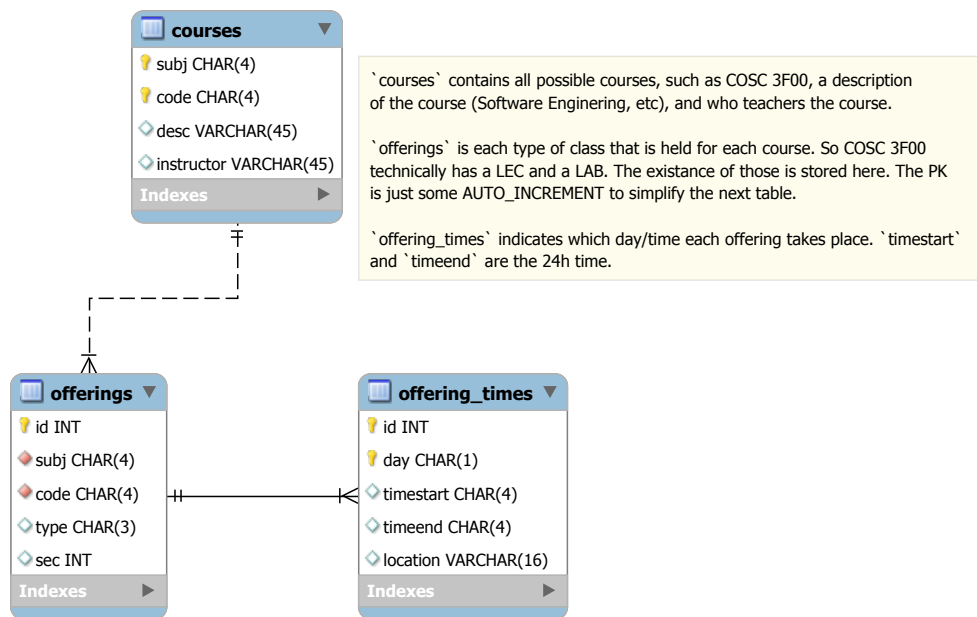 courses
subj CHAR(4)
code CHAR(4)
desc VARCHAR(45)
instructor VARCHAR(45)
Indexes
`courses` contains all possible courses, such as COSC 3F00, a description
of the course (Software Enginering, etc), and who teachers the course.
`offerings` is each type of class that is held for each course. So COSC 3F00
technically has a LEC and a LAB. The existance of those is stored here. The PK
is just some AUTO_INCREMENT to simplify the next table.
`offering_times` indicates which day/time each offering takes place. `timestart`
and `timeend` are the 24h time.
offerings
id INT
subj CHAR(4)
code CHAR(4)
type CHAR(3)
sec INT
Indexes
offering_times
id INT
day CHAR(1)
timestart CHAR(4)
timeend CHAR(4)
location VARCHAR(16)
Indexes